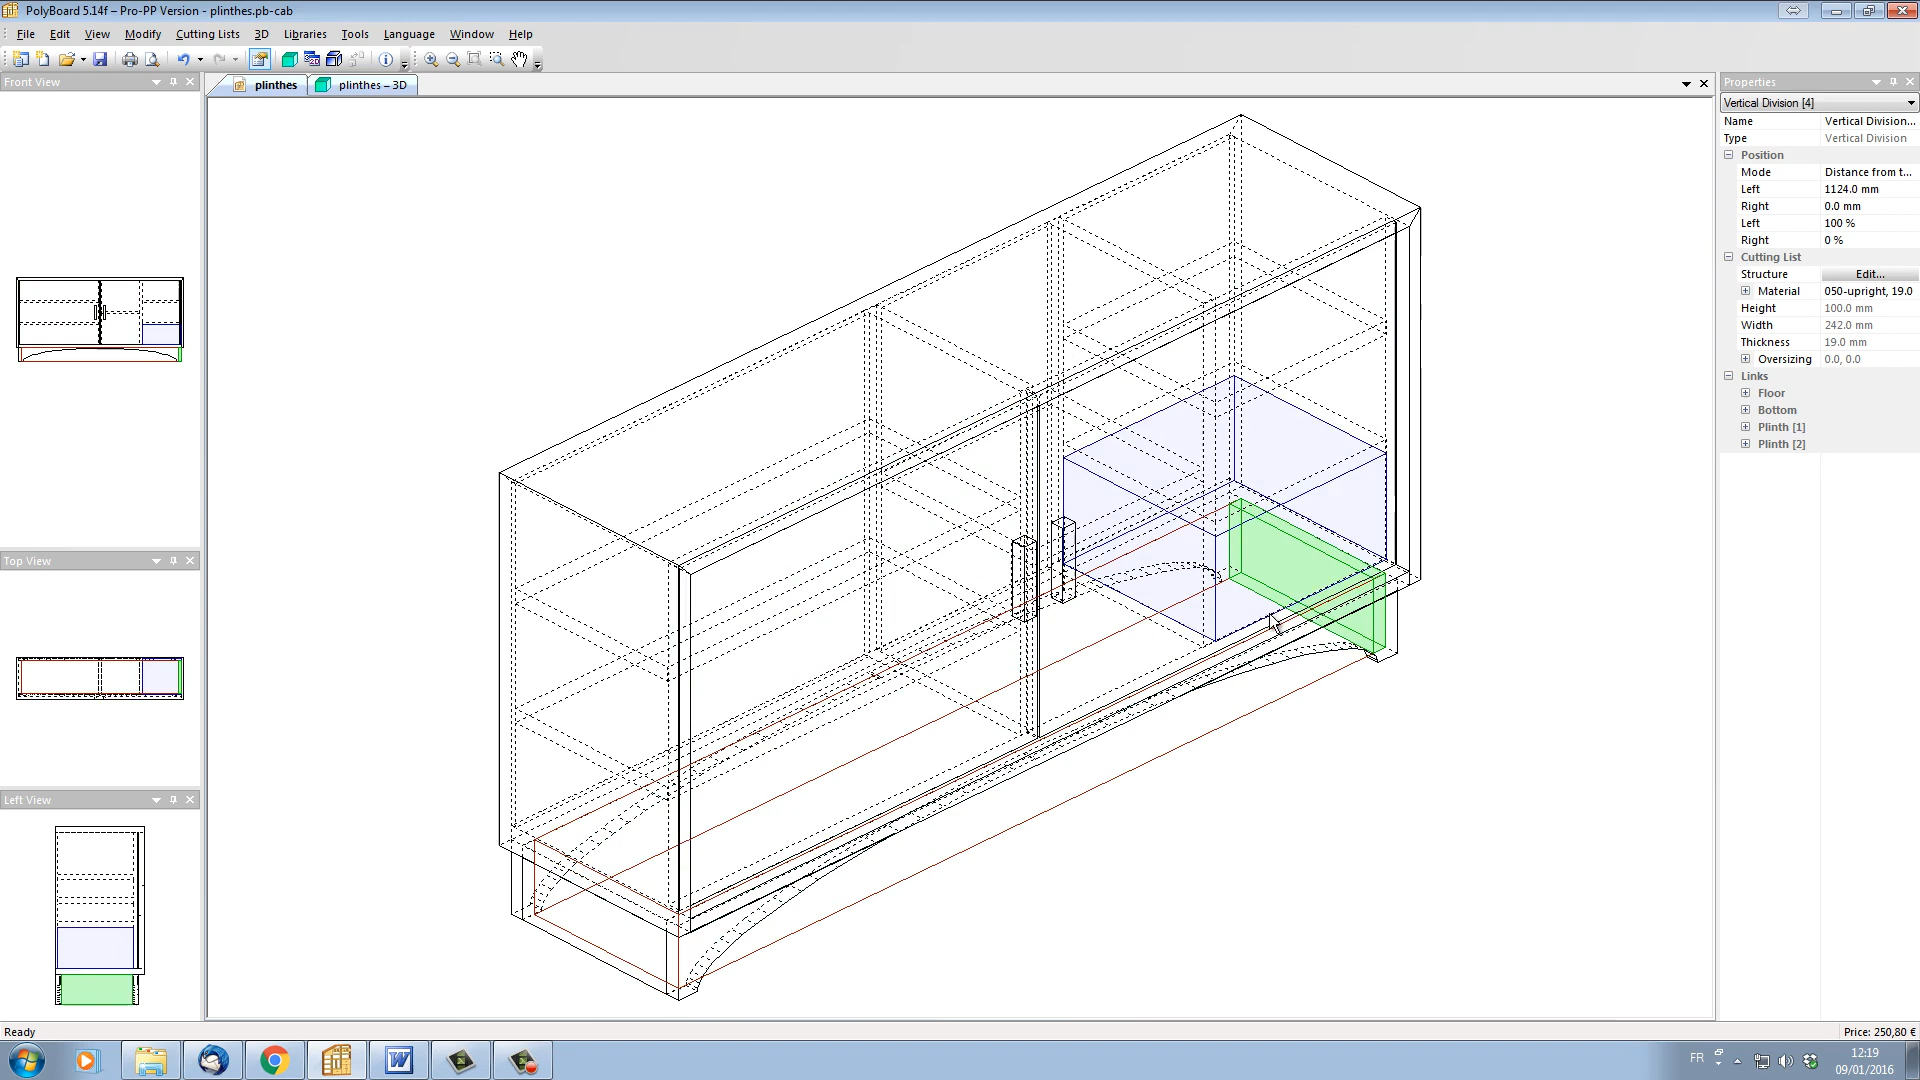 PolyBoard 5.14f – Pro-PP Version - plinthes.pb-cab
File Edit View Modify Cutting Lists 3D Libraries Tools Language Window Help
Front View
plinthes
plinthes – 3D
Properties
Vertical Division [4]
Name Vertical Division...
Type Vertical Division
Position
Mode Distance from t...
Left 1124.0 mm
Right 0.0 mm
Left 100 %
Right 0 %
Cutting List
Structure Edit...
Material 050-upright, 19.0
Height 100.0 mm
Width 242.0 mm
Thickness 19.0 mm
Oversizing 0.0, 0.0
Links
Floor
Bottom
Plinth [1]
Plinth [2]
Top View
Left View
Ready
Price: 250,80 €
FR
12:19
09/01/2016